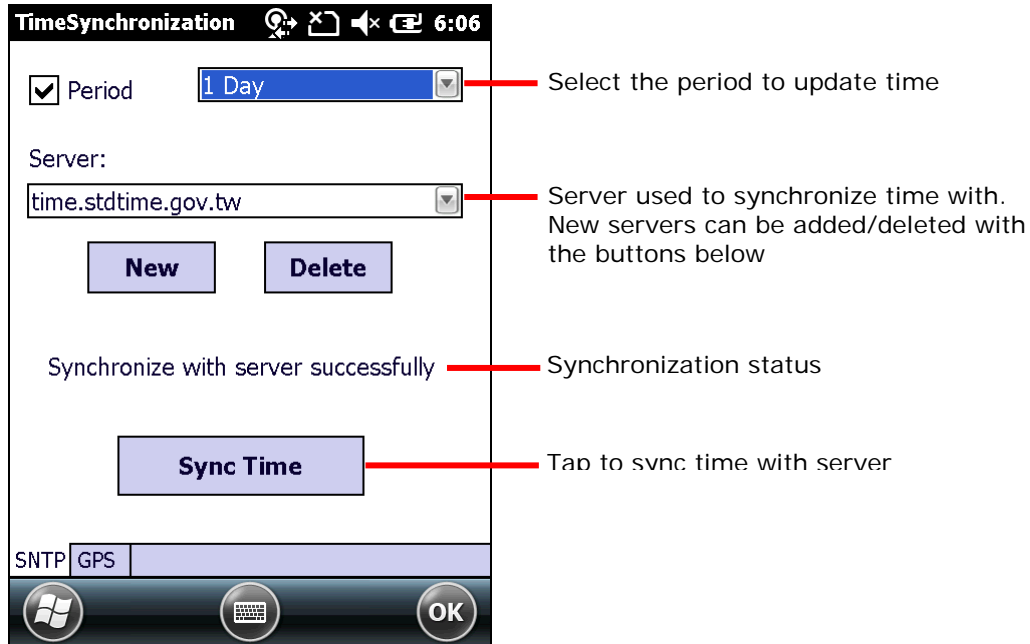 TimeSynchronization 6:06
Period 1 Day
Select the period to update time
Server:
time.stdtime.gov.tw
Server used to synchronize time with.
New servers can be added/deleted with
the buttons below
New Delete
Synchronize with server successfully
Synchronization status
Sync Time
Tap to sync time with server
SNTP GPS
OK